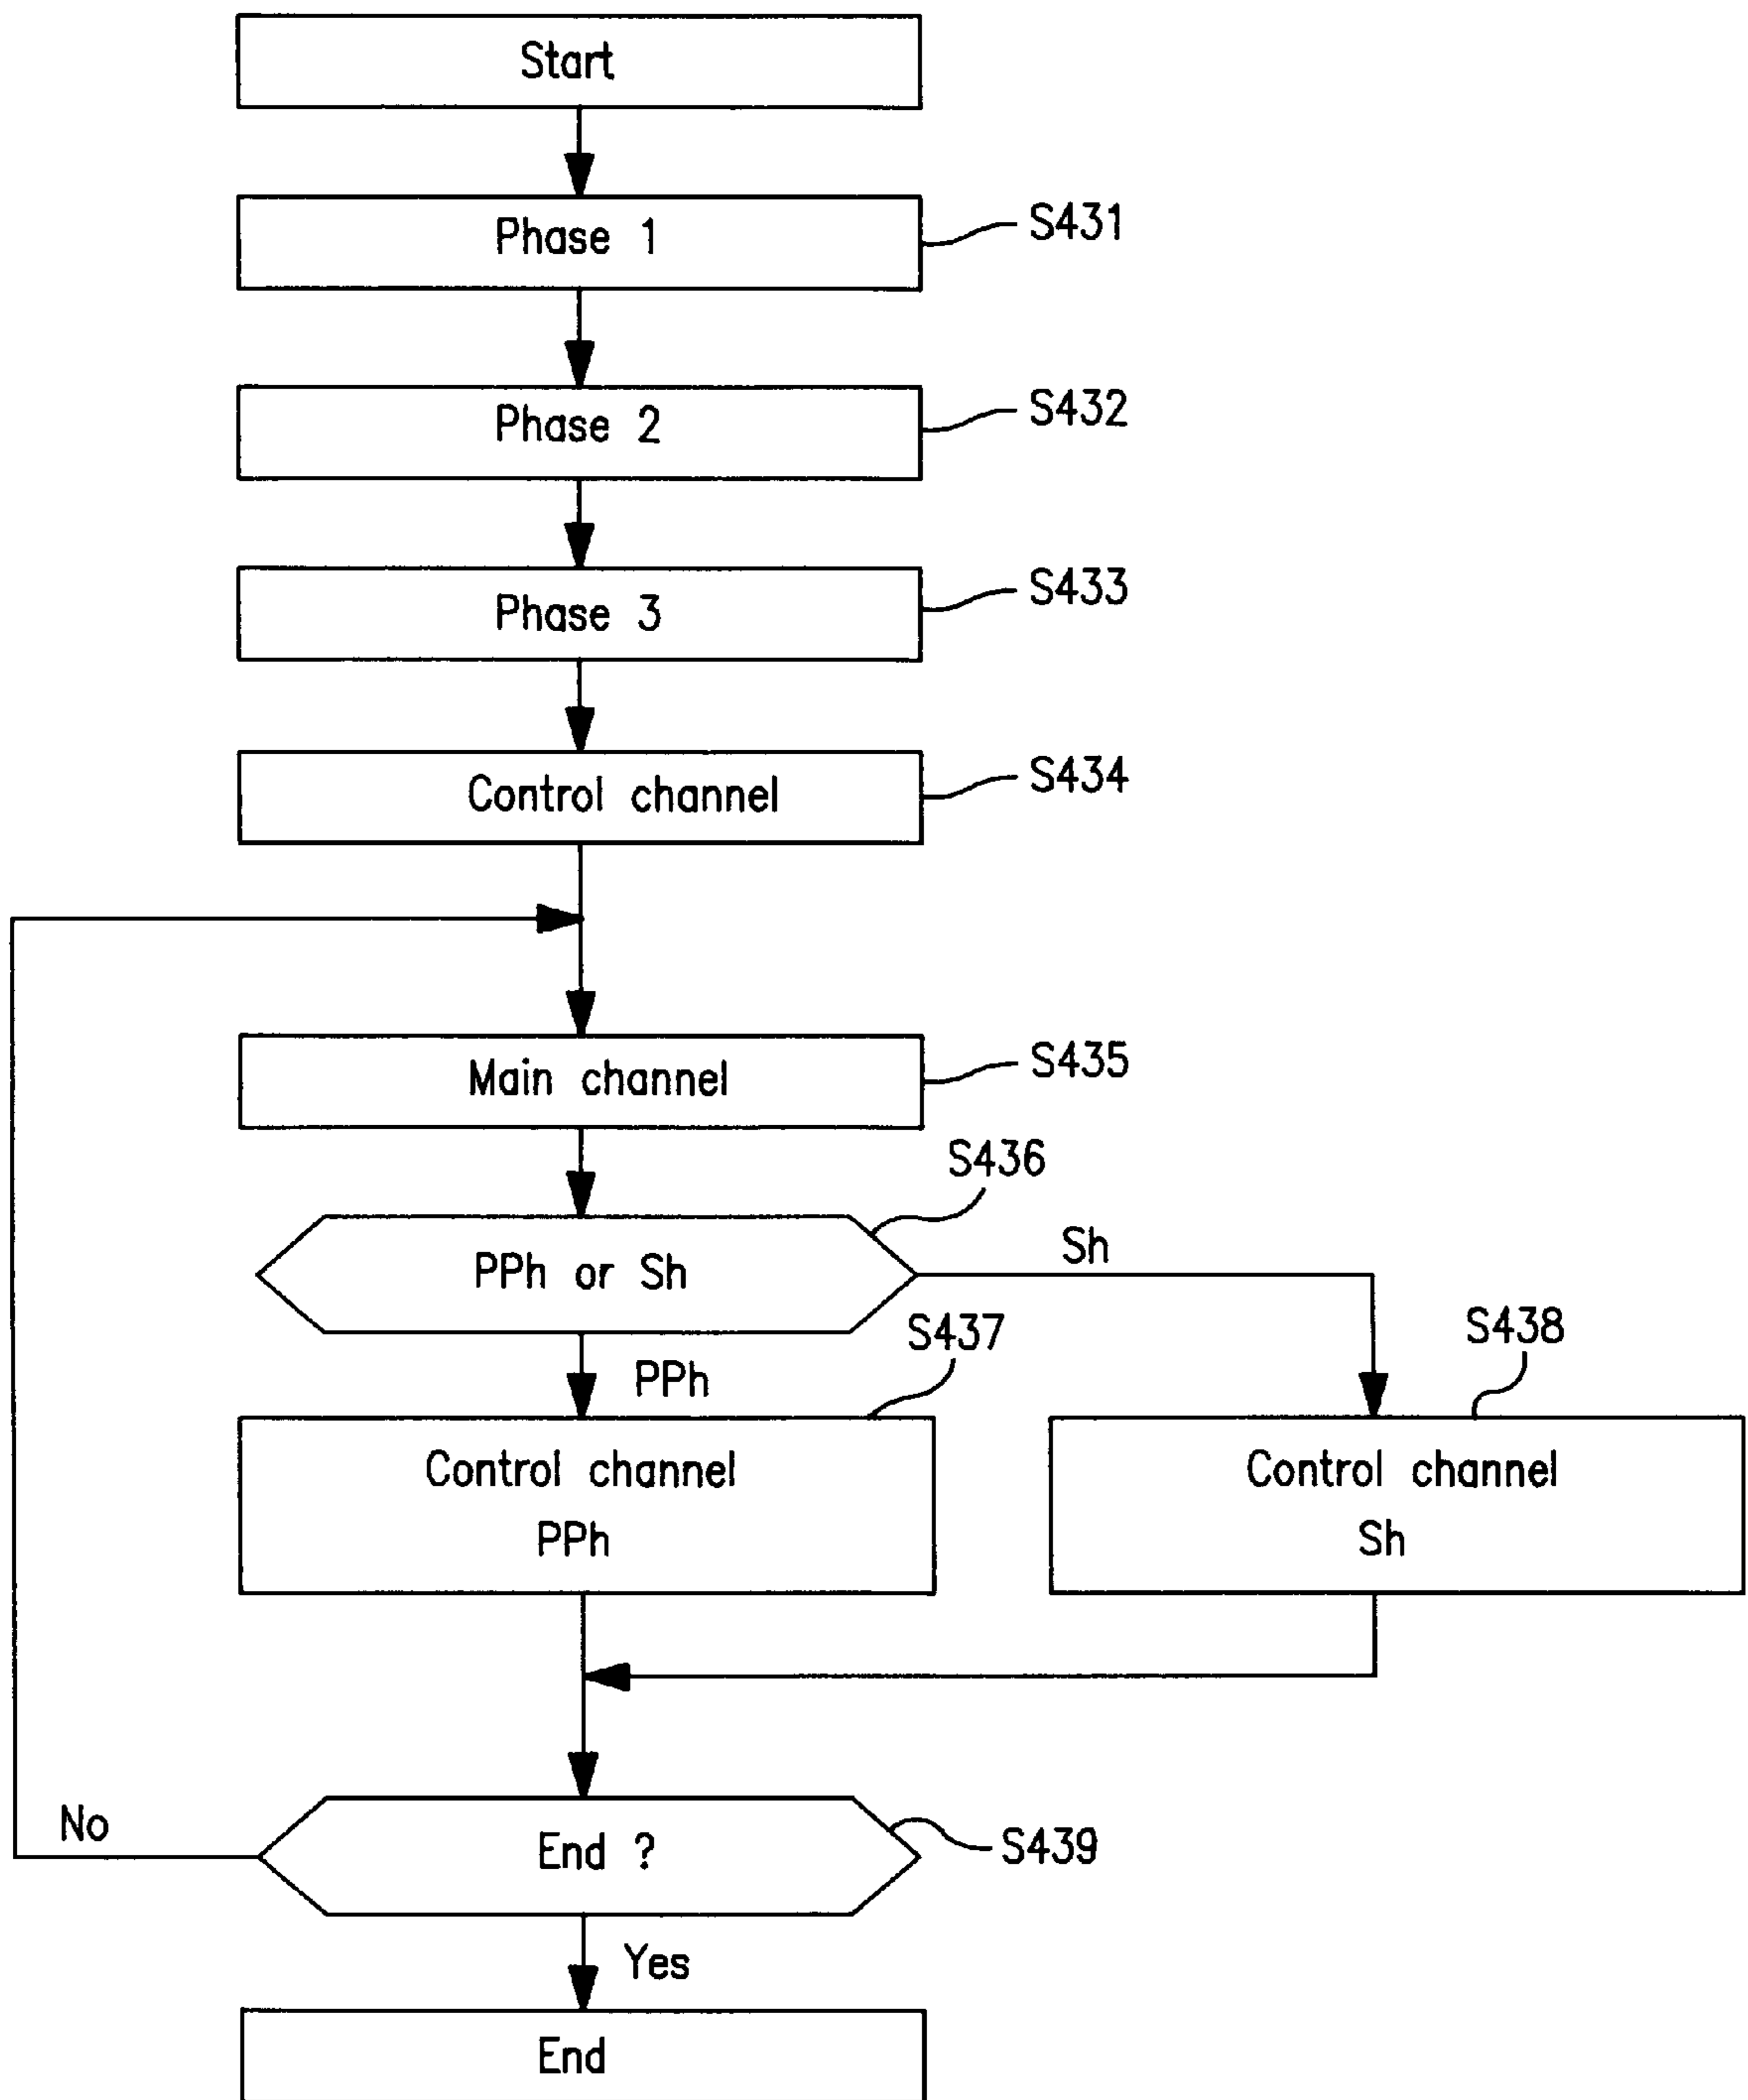 Start
Phase 1
S431
Phase 2
S432
Phase 3
S433
Control channel
S434
Main channel
S435
S436
PPh or Sh
Sh
PPh
S437
S438
Control channel
PPh
Control channel
Sh
No
End ?
S439
Yes
End